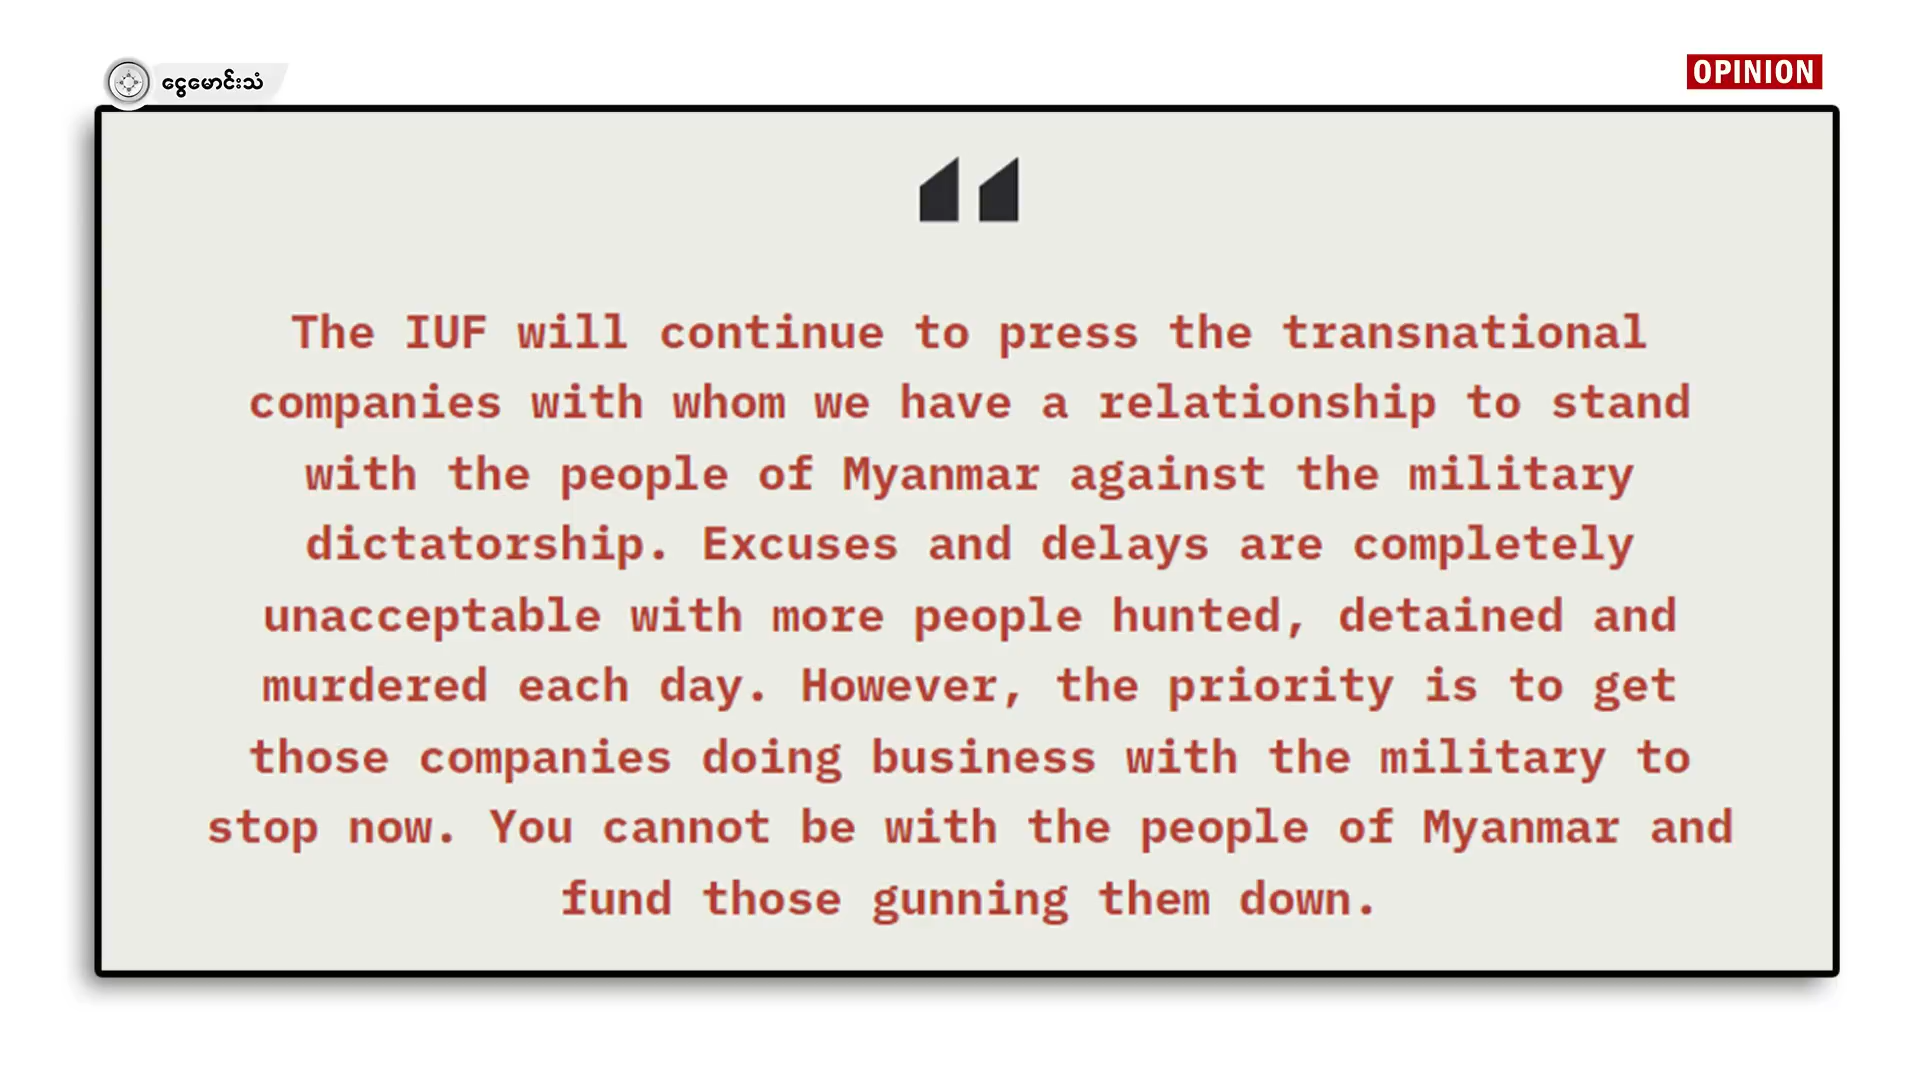 ငွေမောင်းသံ
OPINION
The IUF will continue to press the transnational
companies with whom we have a relationship to stand
with the people of Myanmar against the military
dictatorship. Excuses and delays are completely
unacceptable with more people hunted, detained and
murdered each day. However, the priority is to get
those companies doing business with the military to
stop now. You cannot be with the people of Myanmar and
fund those gunning them down.